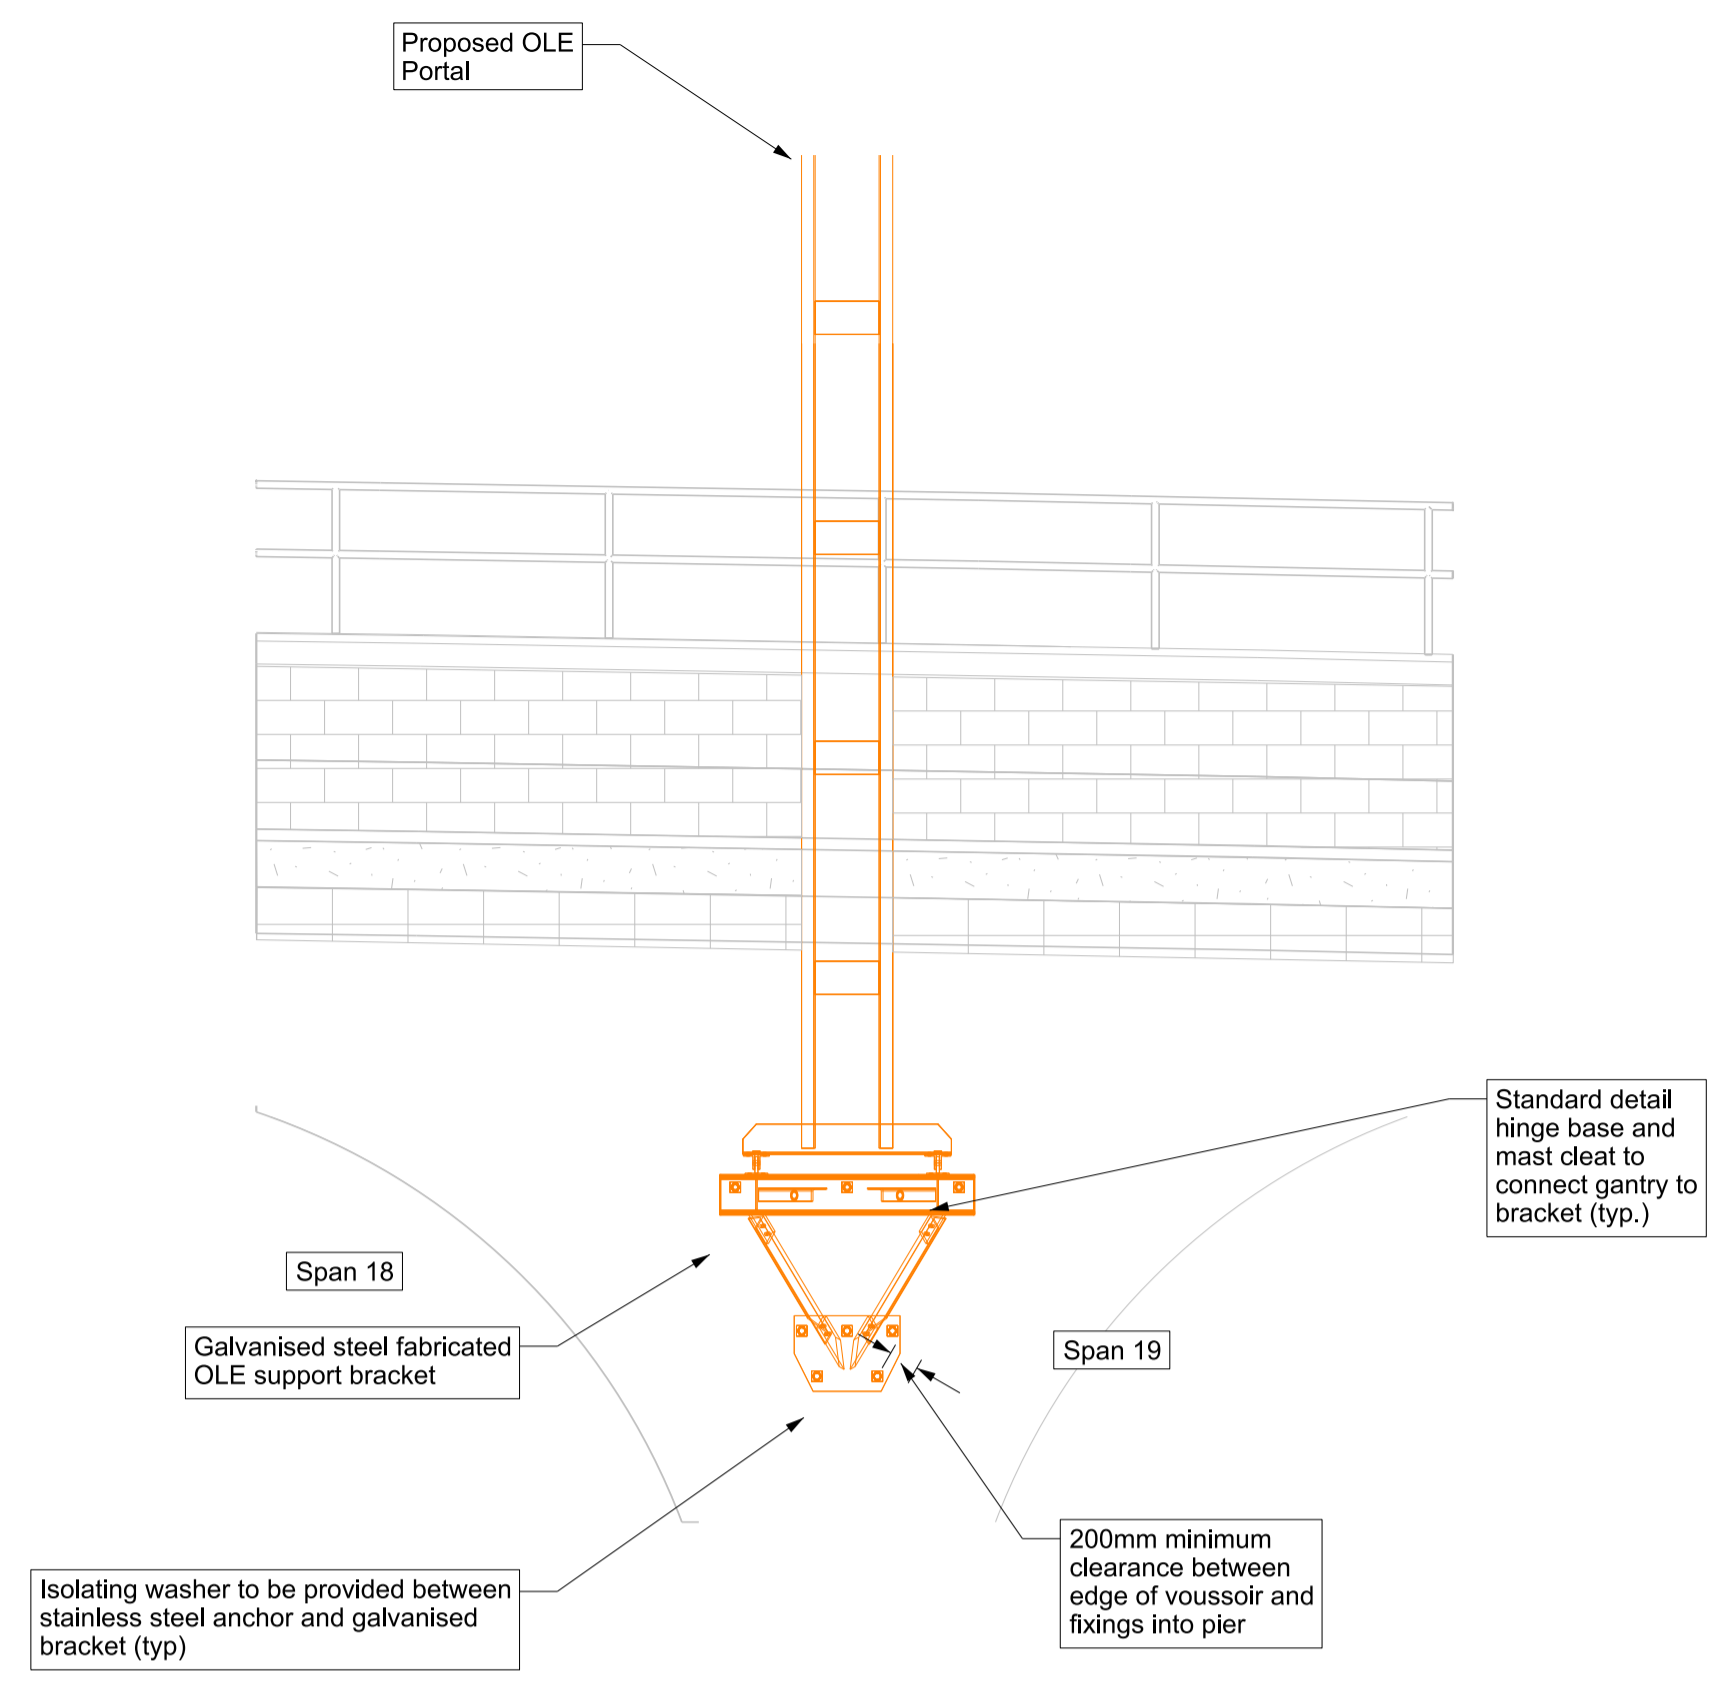 Proposed OLE
Portal
Standard detail
hinge base and
mast cleat to
connect gantry to
bracket (typ.)
Span 18
Galvanised steel fabricated
OLE support bracket
Span 19
200mm minimum
clearance between
edge of voussoir and
fixings into pier
Isolating washer to be provided between
stainless steel anchor and galvanised
bracket (typ)